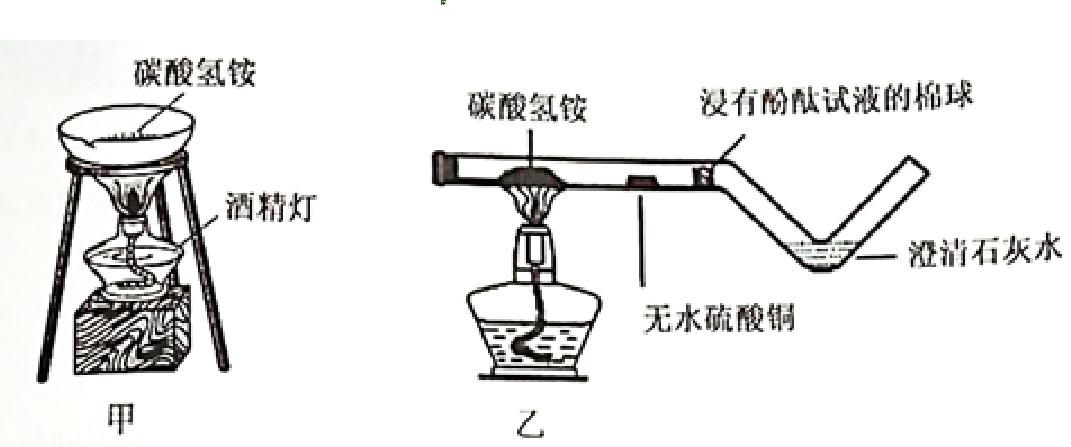 碳酸氢铵
酒精灯
甲
碳酸氢铵
浸有酚酞试液的棉球
澄清石灰水
无水硫酸铜
乙